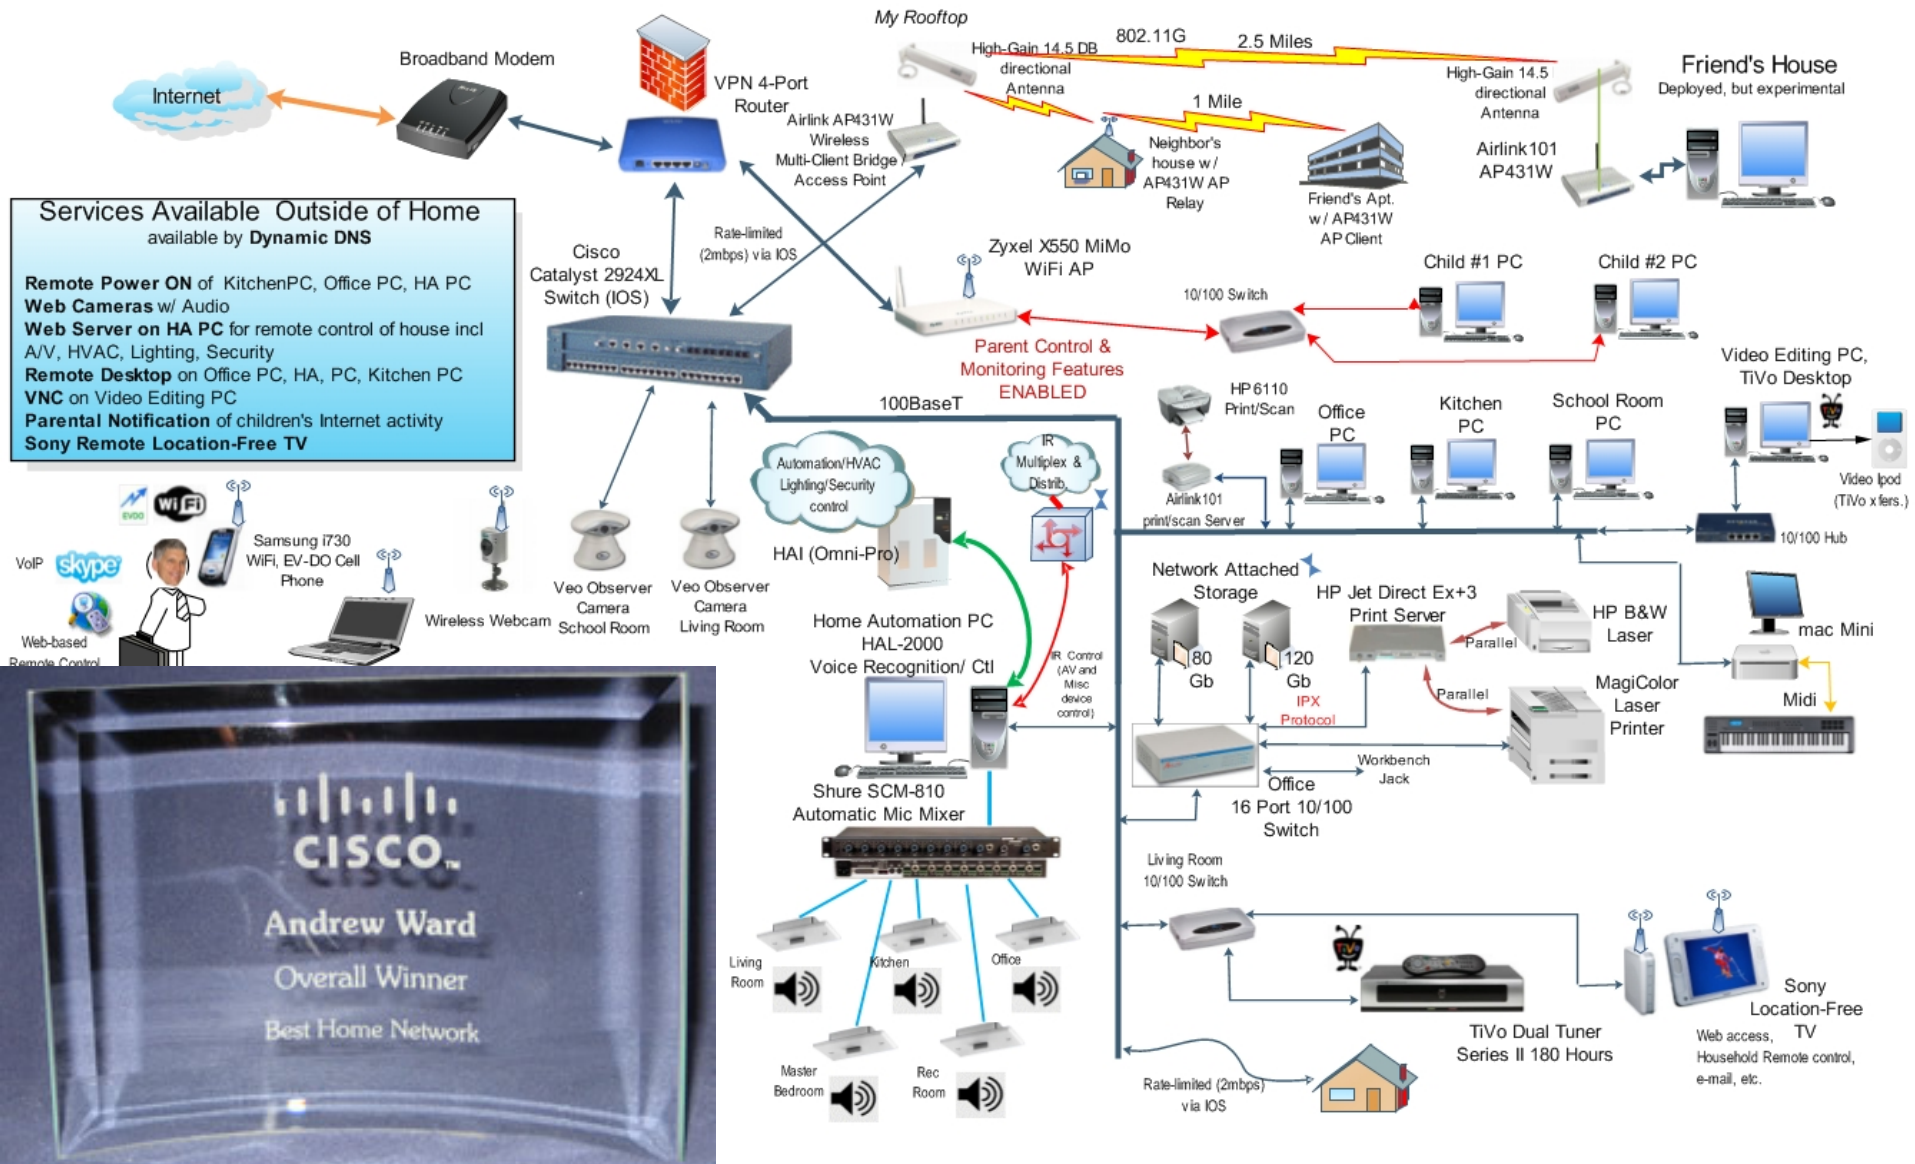 My Rooftop
802.11G
2.5 Miles
High-Gain 14.5 DB
directional
Antenna
Broadband Modem
Internet
VPN 4-Port
Router
Airlink AP431W
Wireless
Multi-Client Bridge /
Access Point
1 Mile
Neighbor's
house w /
AP431W AP
Relay
Friend's Apt.
w / AP431W
AP Client
High-Gain 14.5
directional
Antenna
Friend's House
Deployed, but experimental
Airlink101
AP431W
Services Available Outside of Home
available by Dynamic DNS
Remote Power ON of KitchenPC, Office PC, HA PC
Web Cameras w/ Audio
Web Server on HA PC for remote control of house incl
A/V, HVAC, Lighting, Security
Remote Desktop on Office PC, HA, PC, Kitchen PC
VNC on Video Editing PC
Parental Notification of children's Internet activity
Sony Remote Location-Free TV
Cisco
Catalyst 2924XL
Switch (IOS)
Rate-limited
(2mbps) via IOS
Zyxel X550 MiMo
WiFi AP
10/100 Switch
Child #1 PC
Child #2 PC
Parent Control &
Monitoring Features
ENABLED
100BaseT
HP 6110
Print/Scan
Airlink101
print/scan Server
Office
PC
Kitchen
PC
School Room
PC
Video Editing PC,
TiVo Desktop
TiVo
Video Ipod
(TiVo xfers.)
10/100 Hub
EVDO
WiFi
VoIP
skype
Samsung i730
WiFi, EV-DO Cell
Phone
Web-based
Remote Control
Wireless Webcam
Veo Observer
Camera
School Room
Veo Observer
Camera
Living Room
Automation/HVAC
Lighting/Security
control
HAI (Omni-Pro)
IR
Multiplex &
Distrib.
Home Automation PC
HAL-2000
Voice Recognition/ Ctl
IR Control
(AV and
Misc
device
control)
Network Attached
Storage
80
Gb
120
Gb
IPX
Protocol
HP Jet Direct Ex+3
Print Server
Parallel
HP B&W
Laser
Parallel
MagiColor
Laser
Printer
mac Mini
Midi
Workbench
Jack
Office
16 Port 10/100
Switch
Shure SCM-810
Automatic Mic Mixer
Living
Room
Kitchen
Office
Master
Bedroom
Rec
Room
Living Room
10/100 Switch
TiVo
TiVo Dual Tuner
Series II 180 Hours
Sony
Location-Free
TV
Web access,
Household Remote control,
e-mail, etc.
Rate-limited (2mbps)
via IOS
CISCO™
Andrew Ward
Overall Winner
Best Home Network